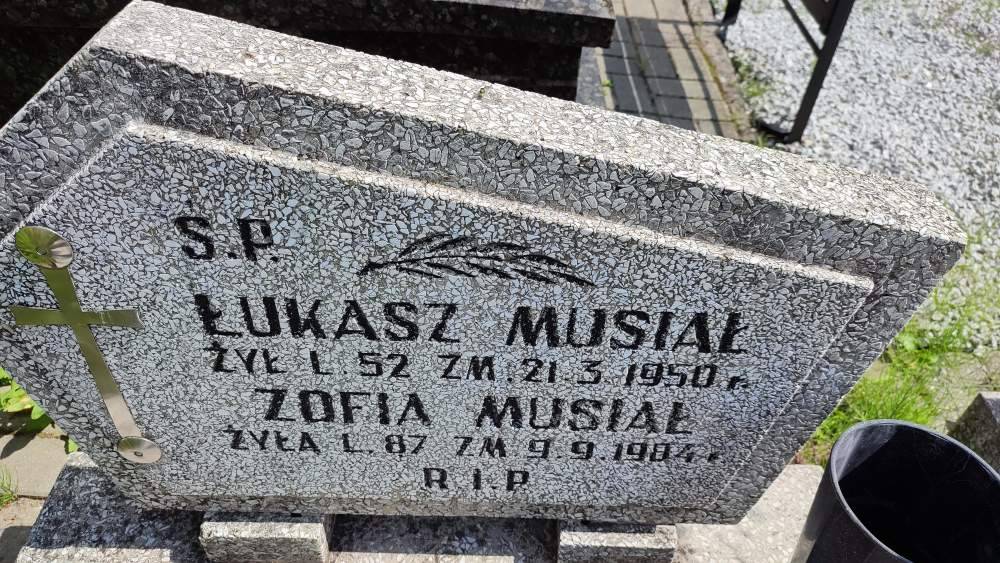 S.P.
ŁUKASZ MUSIAŁ
ŻYŁ L. 52 ZM. 21.3.1950 r.
ZOFIA MUSIAŁ
ŻYŁA L. 87 ZM 9.9.1984 r.
R.I.P.